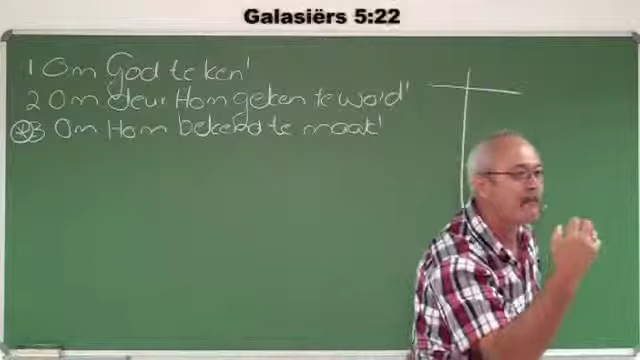 Galasiërs 5:22
1 Om God te ken'
2 Om deur Hom geken te word'
3 Om Hom bekend te maak'